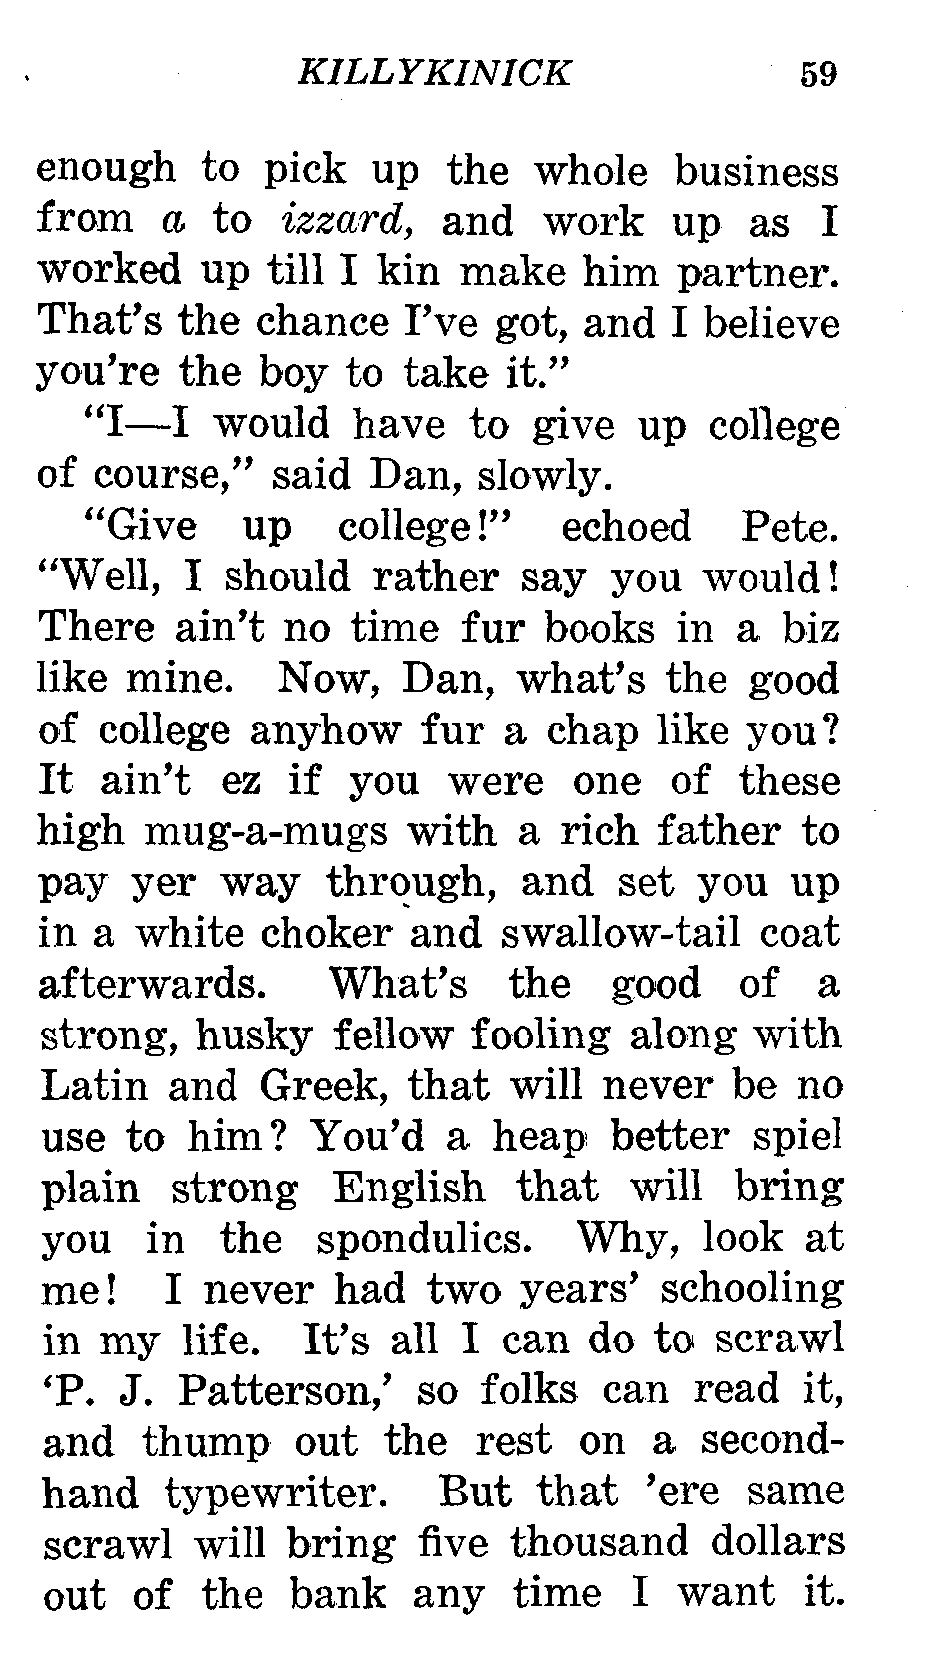 KILLYKINICK 59
enough to pick up the whole business
from a to izzard, and work up as I
worked up till I kin make him partner.
That's the chance I've got, and I believe
you're the boy to take it."
"I—I would have to give up college
of course," said Dan, slowly.
"Give up college!" echoed Pete.
"Well, I should rather say you would!
There ain't no time fur books in a biz
like mine. Now, Dan, what's the good
of college anyhow fur a chap like you?
It ain't ez if you were one of these
high mug-a-mugs with a rich father to
pay yer way through, and set you up
in a white choker and swallow-tail coat
afterwards. What's the good of a
strong, husky fellow fooling along with
Latin and Greek, that will never be no
use to him? You'd a heap better spiel
plain strong English that will bring
you in the spondulics. Why, look at
me! I never had two years' schooling
in my life. It's all I can do to scrawl
'P. J. Patterson,' so folks can read it,
and thump out the rest on a second-
hand typewriter. But that 'ere same
scrawl will bring five thousand dollars
out of the bank any time I want it.